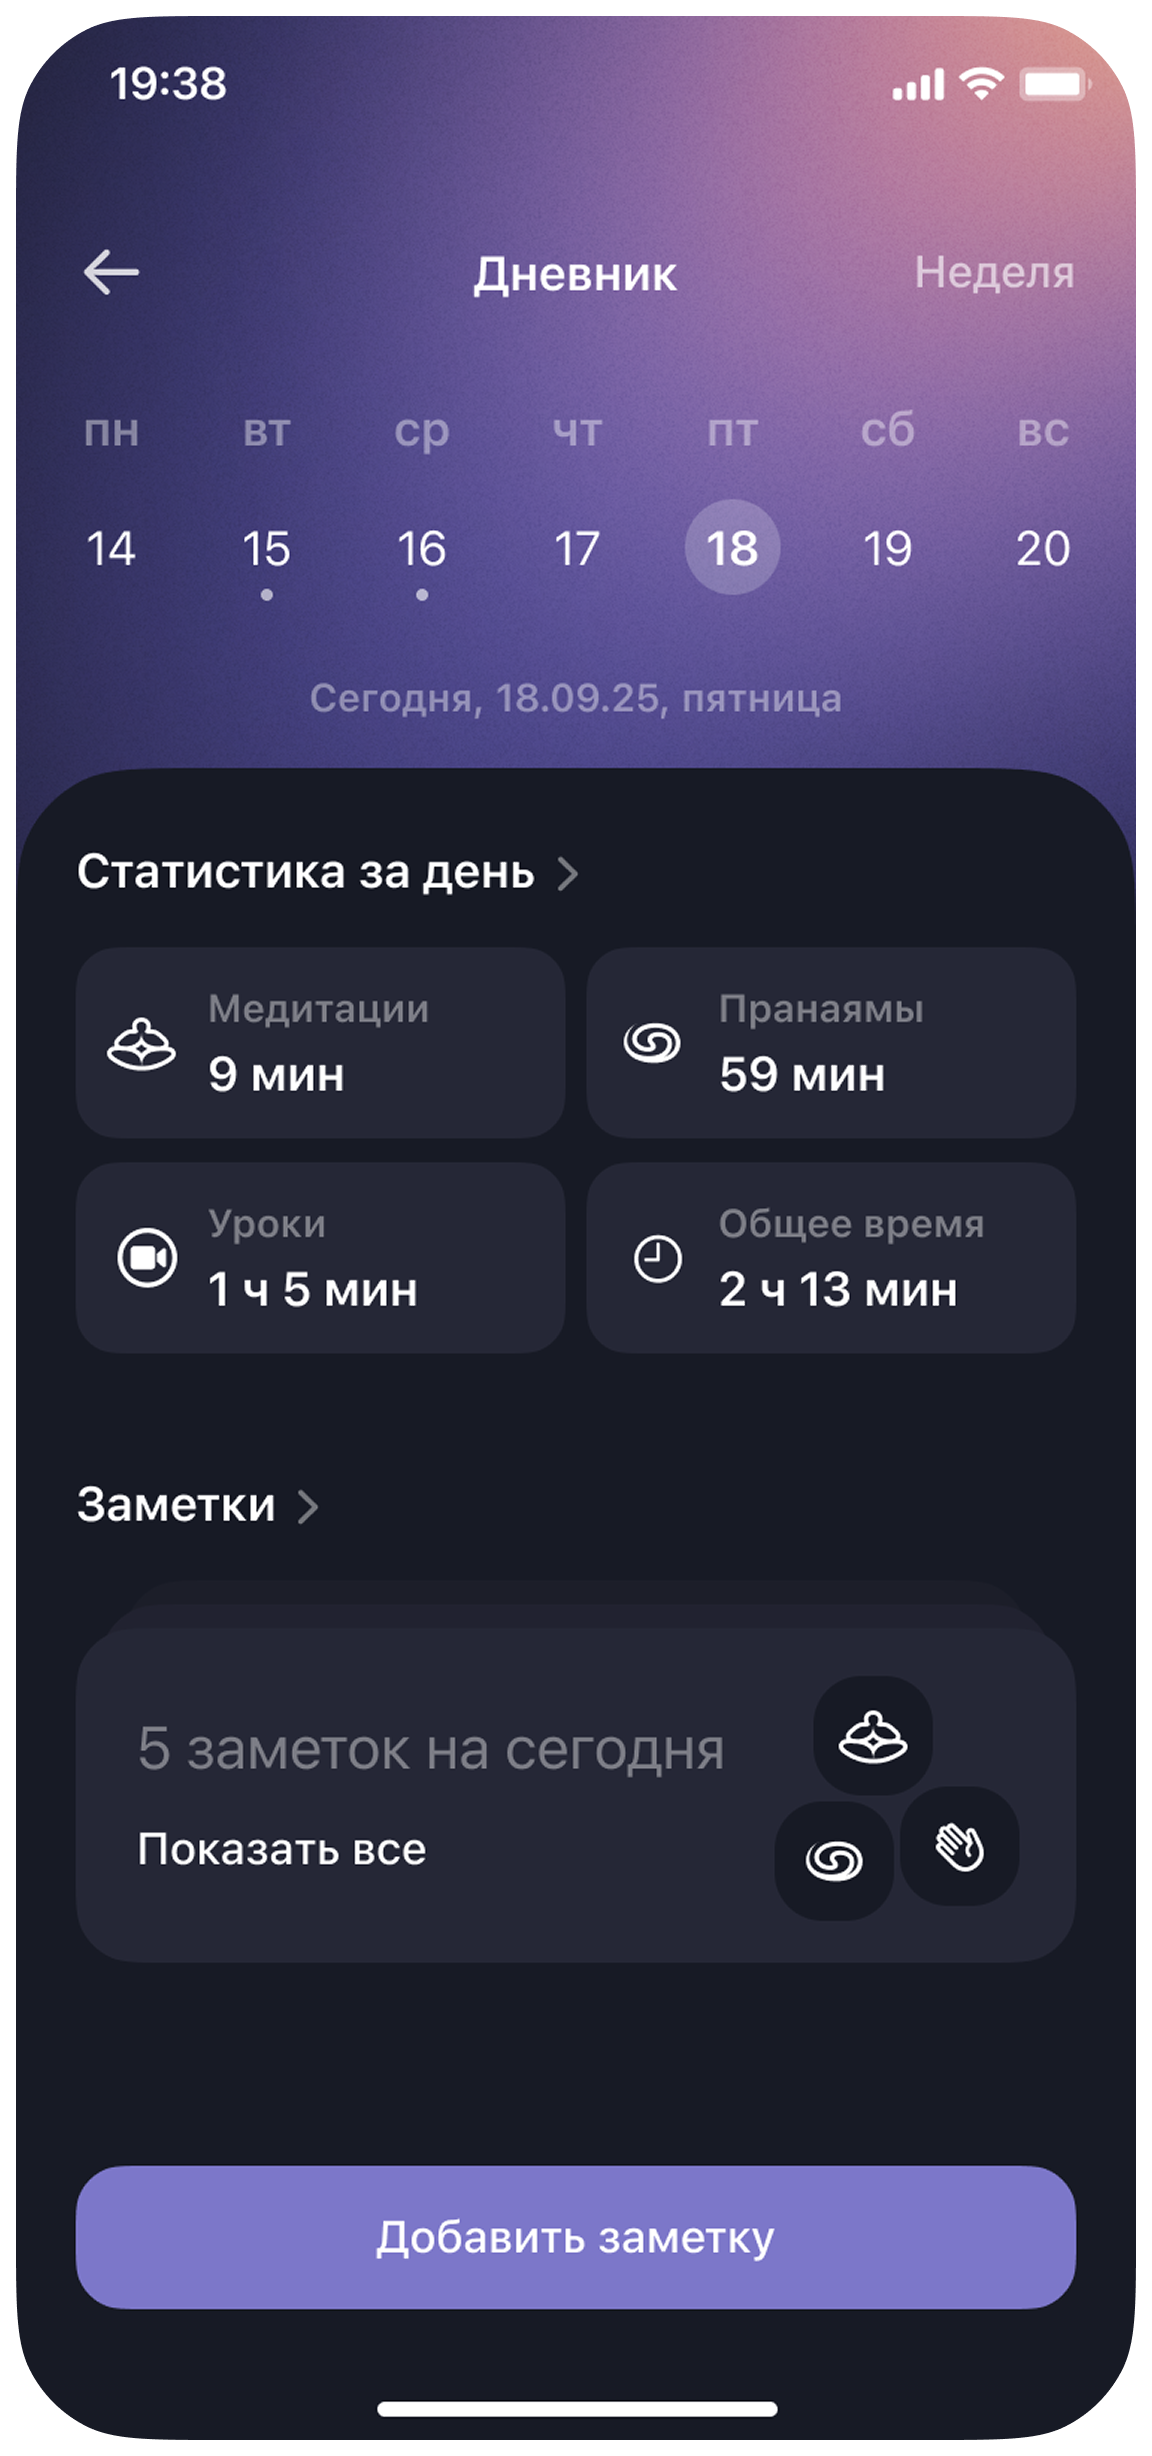 19:38
Дневник
Неделя
пн вт ср чт пт сб вс
14 15 16 17 18 19 20
Сегодня, 18.09.25, пятница
Статистика за день
Медитации
9 мин
Пранаямы
59 мин
Уроки
1 ч 5 мин
Общее время
2 ч 13 мин
Заметки
5 заметок на сегодня
Показать все
Добавить заметку